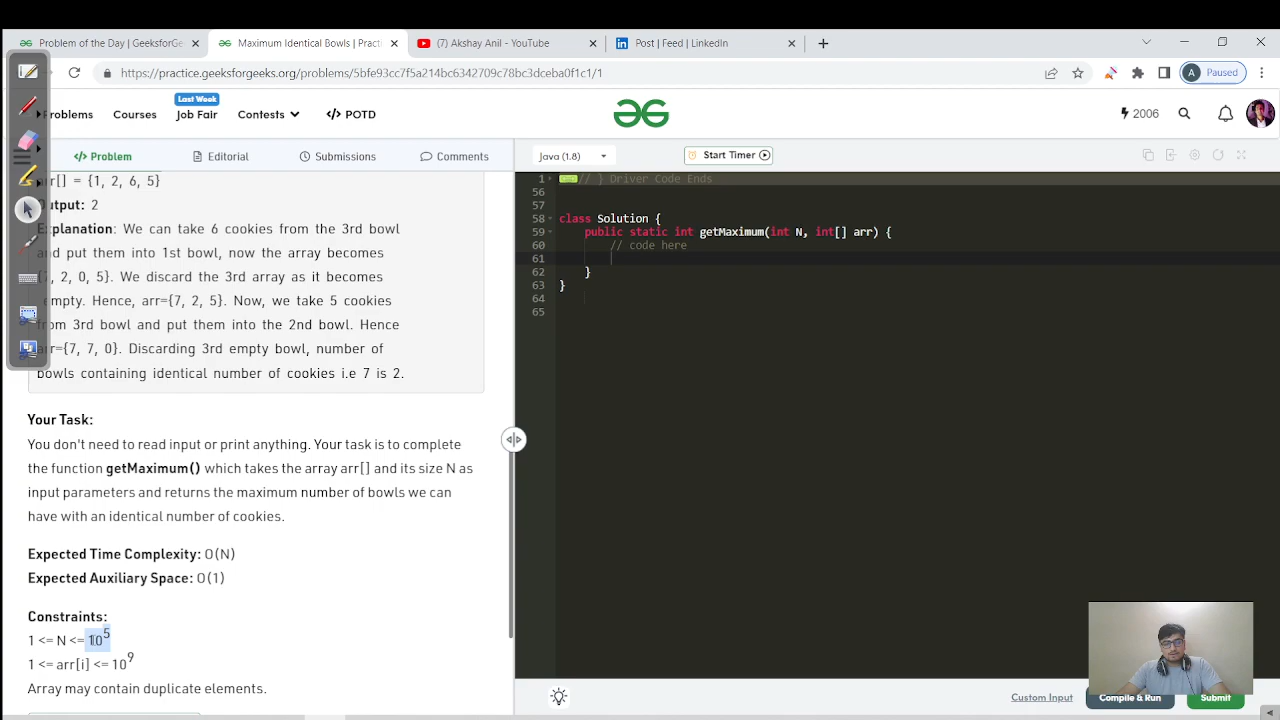 Problem of the Day | GeeksforGe
Maximum Identical Bowls | Practi
(7) Akshay Anil - YouTube
Post | Feed | LinkedIn
https://practice.geeksforgeeks.org/problems/5bfe93cc7f5a214bc6342709c78bc3dceba0f1c1/1
A Paused
Problems
Courses
Last Week
Job Fair
Contests
</> POTD
2006
</> Problem
Editorial
Submissions
Comments
Java (1.8)
Start Timer
arr[] = {1, 2, 6, 5}
Output: 2
Explanation: We can take 6 cookies from the 3rd bowl
and put them into 1st bowl, now the array becomes
2, 0, 5}. We discard the 3rd array as it becomes
empty. Hence, arr={7, 2, 5}. Now, we take 5 cookies
from 3rd bowl and put them into the 2nd bowl. Hence
arr={7, 7, 0}. Discarding 3rd empty bowl, number of
bowls containing identical number of cookies i.e 7 is 2.
Your Task:
You don't need to read input or print anything. Your task is to complete
the function getMaximum() which takes the array arr[] and its size N as
input parameters and returns the maximum number of bowls we can
have with an identical number of cookies.
Expected Time Complexity: O(N)
Expected Auxiliary Space: O(1)
Constraints:
1 <= N <= 10^5
1 <= arr[i] <= 10^9
Array may contain duplicate elements.
1 // } Driver Code Ends
56
57
58 class Solution {
59 public static int getMaximum(int N, int[] arr) {
60 // code here
61
62 }
63 }
64
65
Custom Input
Compile & Run
Submit